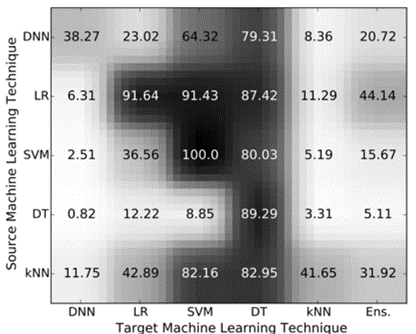 Source Machine Learning Technique
DNN 38.27 23.02 64.32 79.31 8.36 20.72
LR 6.31 91.64 91.43 87.42 11.29 44.14
SVM 2.51 36.56 100.0 80.03 5.19 15.67
DT 0.82 12.22 8.85 89.29 3.31 5.11
kNN 11.75 42.89 82.16 82.95 41.65 31.92
DNN LR SVM DT kNN Ens.
Target Machine Learning Technique